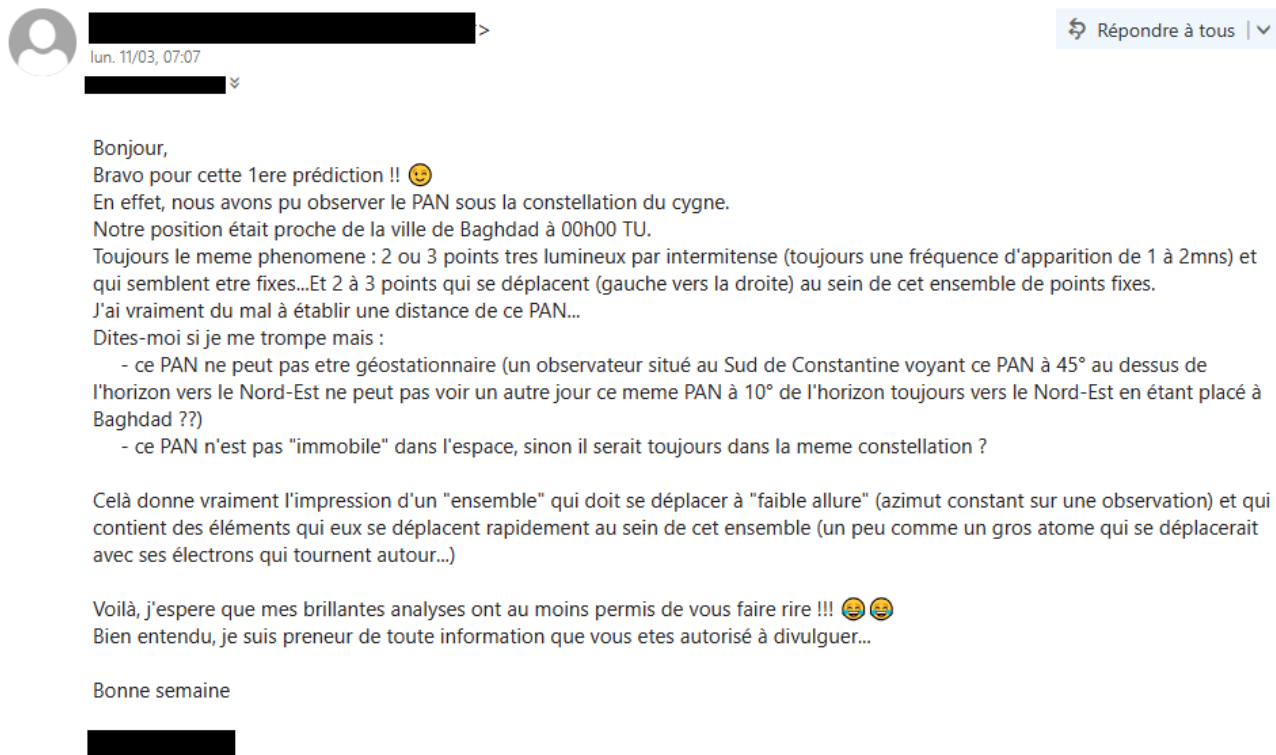 >
Répondre à tous
lun. 11/03, 07:07
Bonjour,
Bravo pour cette 1ere prédiction !! 😉
En effet, nous avons pu observer le PAN sous la constellation du cygne.
Notre position était proche de la ville de Baghdad à 00h00 TU.
Toujours le meme phenomene : 2 ou 3 points tres lumineux par intermitense (toujours une fréquence d'apparition de 1 à 2mns) et
qui semblent etre fixes...Et 2 à 3 points qui se déplacent (gauche vers la droite) au sein de cet ensemble de points fixes.
J'ai vraiment du mal à établir une distance de ce PAN...
Dites-moi si je me trompe mais :
- ce PAN ne peut pas etre géostationnaire (un observateur situé au Sud de Constantine voyant ce PAN à 45° au dessus de
l'horizon vers le Nord-Est ne peut pas voir un autre jour ce meme PAN à 10° de l'horizon toujours vers le Nord-Est en étant placé à
Baghdad ??)
- ce PAN n'est pas "immobile" dans l'espace, sinon il serait toujours dans la meme constellation ?
Celà donne vraiment l'impression d'un "ensemble" qui doit se déplacer à "faible allure" (azimut constant sur une observation) et qui
contient des éléments qui eux se déplacent rapidement au sein de cet ensemble (un peu comme un gros atome qui se déplacerait
avec ses électrons qui tournent autour...)
Voilà, j'espere que mes brillantes analyses ont au moins permis de vous faire rire !!! 😂😂
Bien entendu, je suis preneur de toute information que vous etes autorisé à divulguer...
Bonne semaine